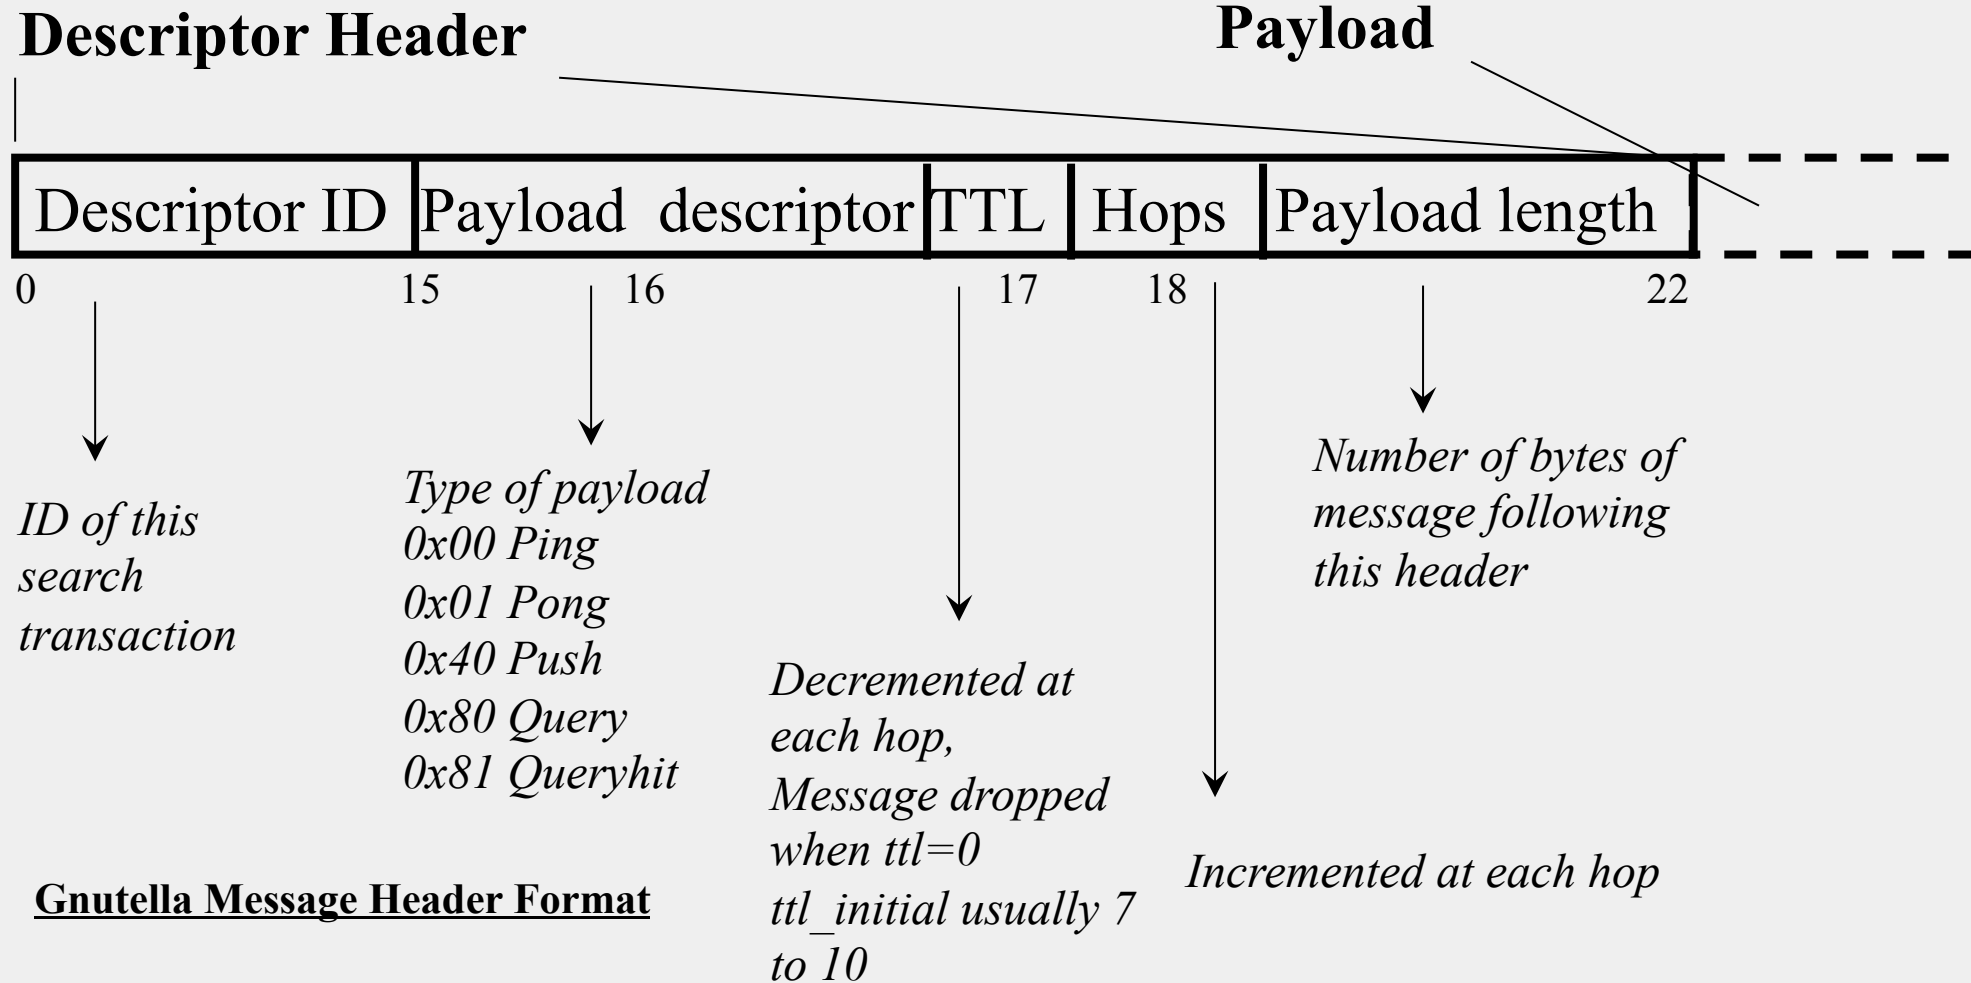 Descriptor Header
Payload
Descriptor ID Payload descriptor TTL Hops Payload length
0 15 16 17 18 22
ID of this
search
transaction
Type of payload
0x00 Ping
0x01 Pong
0x40 Push
0x80 Query
0x81 Queryhit
Decremented at
each hop,
Message dropped
when ttl=0
ttl_initial usually 7
to 10
Incremented at each hop
Number of bytes of
message following
this header
Gnutella Message Header Format